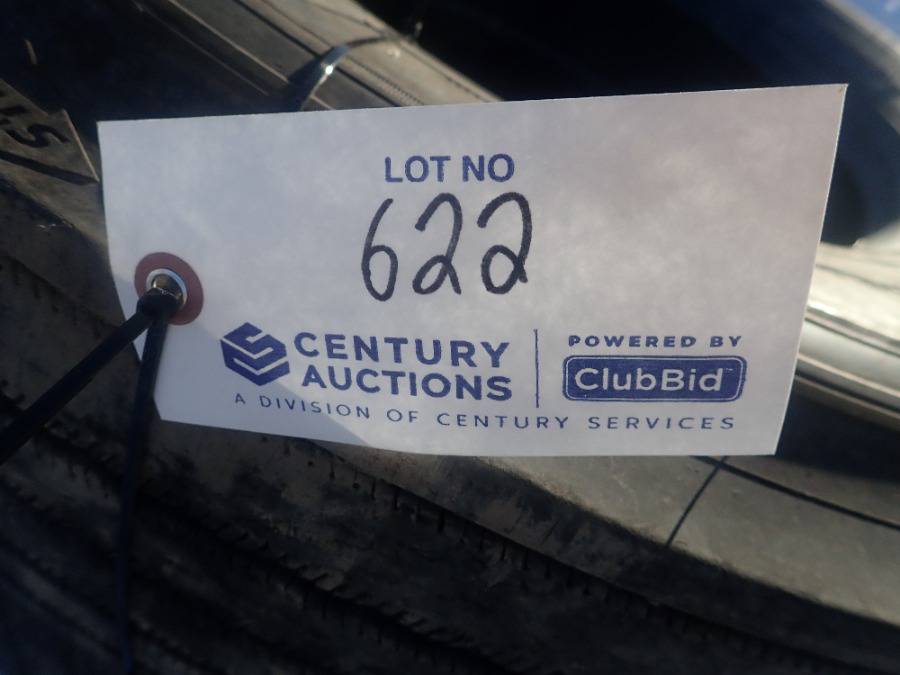 LOT NO
622
CENTURY
AUCTIONS
A DIVISION OF CENTURY SERVICES
POWERED BY
ClubBid